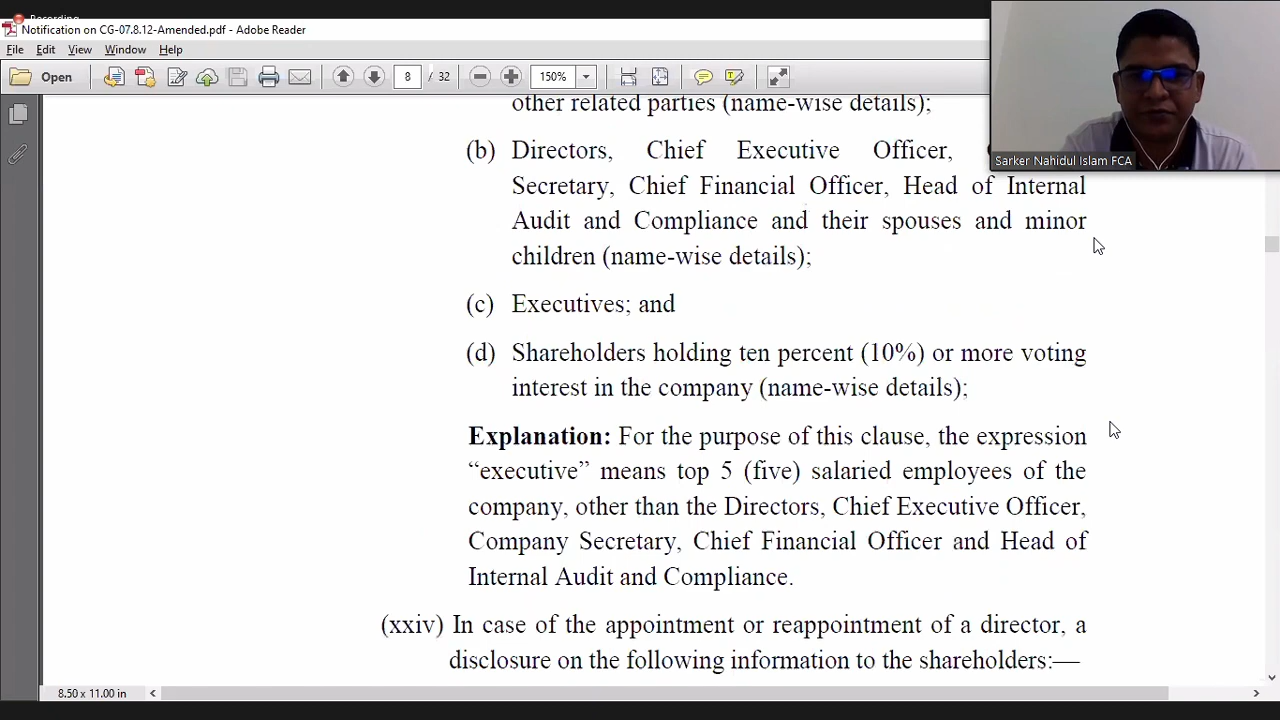 Recording
Notification on CG-07.8.12-Amended.pdf - Adobe Reader
File Edit View Window Help
Open 8 / 32 150%
other related parties (name-wise details);
(b) Directors, Chief Executive Officer,
Secretary, Chief Financial Officer, Head of Internal
Audit and Compliance and their spouses and minor
children (name-wise details);
(c) Executives; and
(d) Shareholders holding ten percent (10%) or more voting
interest in the company (name-wise details);
Explanation: For the purpose of this clause, the expression
“executive” means top 5 (five) salaried employees of the
company, other than the Directors, Chief Executive Officer,
Company Secretary, Chief Financial Officer and Head of
Internal Audit and Compliance.
(xxiv) In case of the appointment or reappointment of a director, a
disclosure on the following information to the shareholders:—
8.50 x 11.00 in
Sarker Nahidul Islam FCA